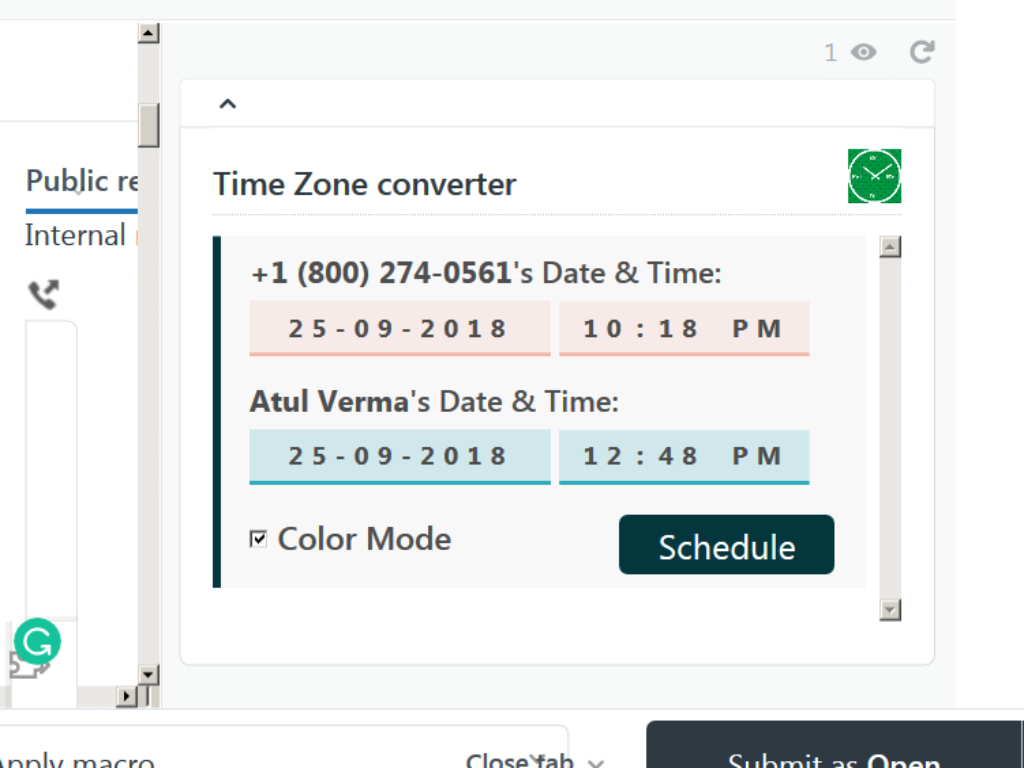 1
Public re
Internal
Time Zone converter
+1 (800) 274-0561's Date & Time:
25-09-2018 10:18 PM
Atul Verma's Date & Time:
25-09-2018 12:48 PM
Color Mode
Schedule
Apply macro
Close tab
Submit as Open